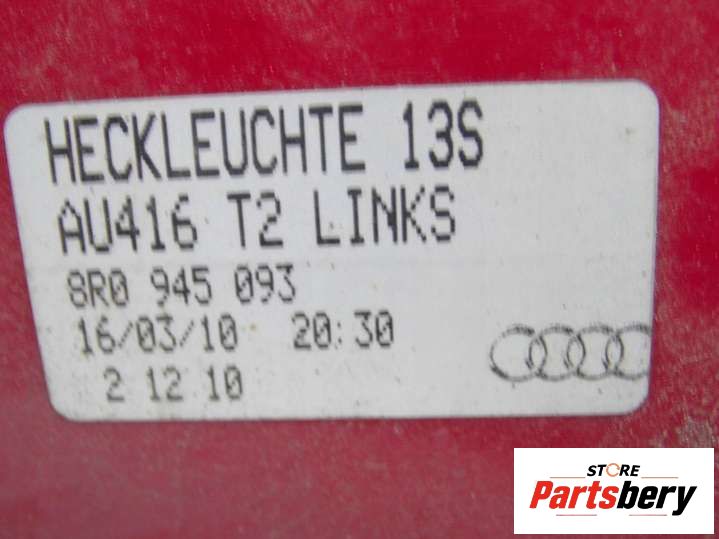 HECKLEUCHTE 13S
AU416 T2 LINKS
8R0 945 093
16/03/10 20:30
2 12 10
STORE
Partsbery